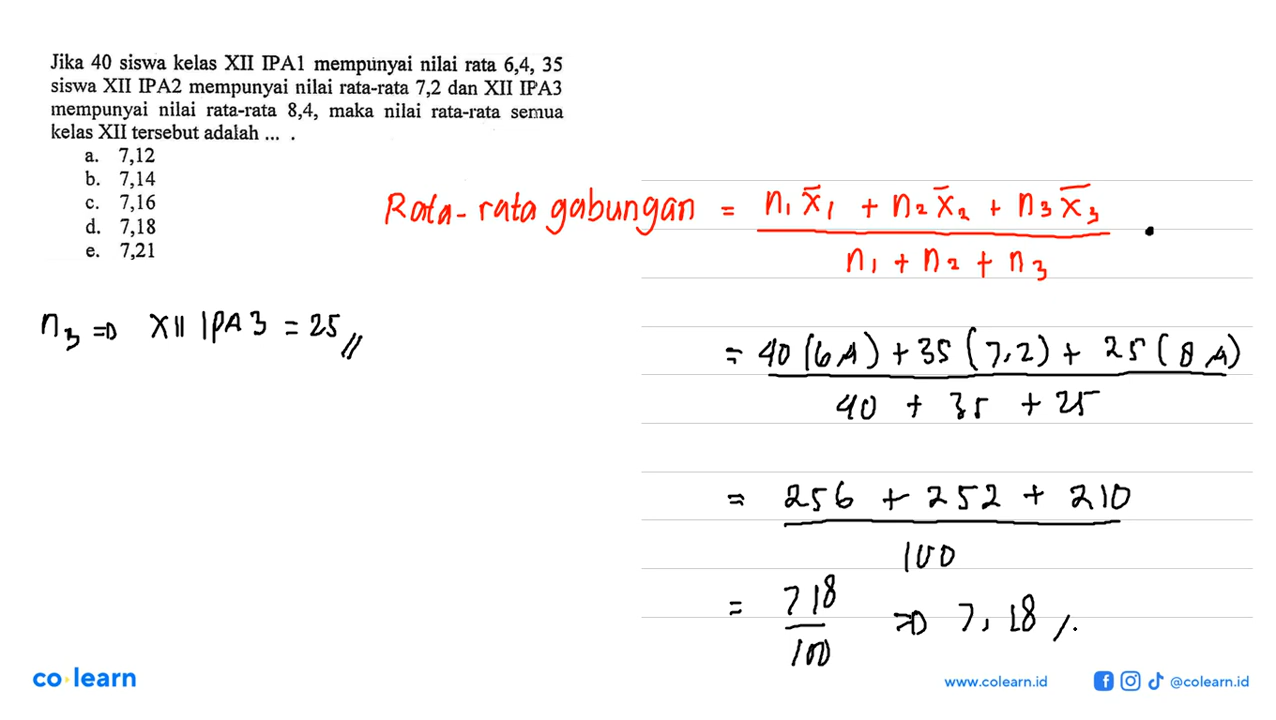 Jika 40 siswa kelas XII IPA1 mempunyai nilai rata 6,4, 35
siswa XII IPA2 mempunyai nilai rata-rata 7,2 dan XII IPA3
mempunyai nilai rata-rata 8,4, maka nilai rata-rata semua
kelas XII tersebut adalah ... .
a. 7,12
b. 7,14
c. 7,16
d. 7,18
e. 7,21
Rata-rata gabungan = n₁x̄₁ + n₂x̄₂ + n₃x̄₃
n₁ + n₂ + n₃
n₃ ⇒ XII IPA 3 = 25 //
= 40 (6,4) + 35 (7,2) + 25 (8,4)
40 + 35 + 25
= 256 + 252 + 210
100
= 718
100
⇒ 7,18 //
co·learn
www.colearn.id
@colearn.id